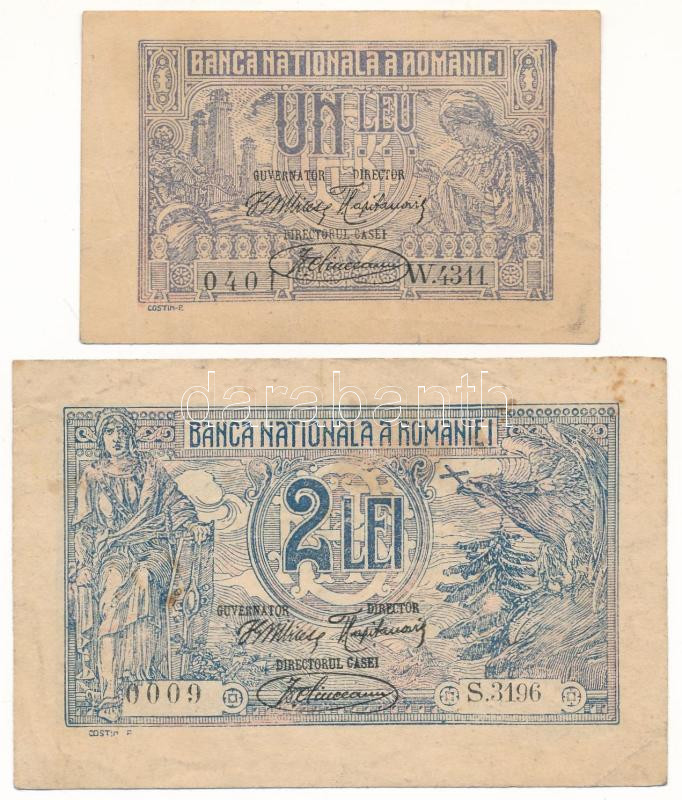 BANCA NATIONALA A ROMANIEI
UN LEU
GUVERNATOR DIRECTOR
DIRECTORUL CASEI
0401 W.4311
COSTIN-P.
darabanth
BANCA NATIONALA A ROMANIEI
2 LEI
GUVERNATOR DIRECTOR
DIRECTORUL CASEI
0009 S.3196
COSTIN P.